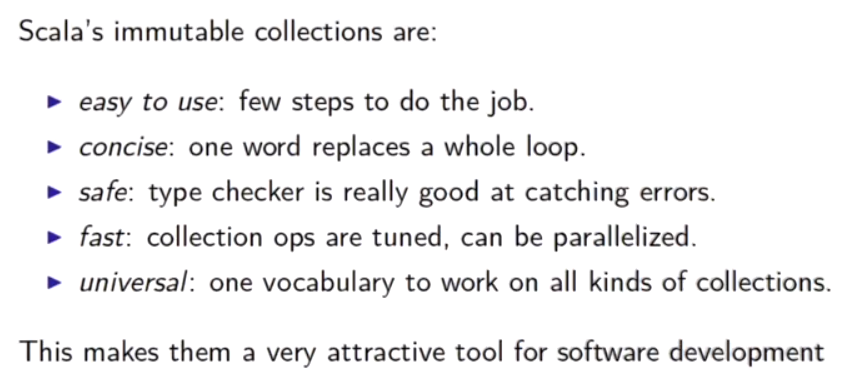 Scala's immutable collections are:
▶ easy to use: few steps to do the job.
▶ concise: one word replaces a whole loop.
▶ safe: type checker is really good at catching errors.
▶ fast: collection ops are tuned, can be parallelized.
▶ universal: one vocabulary to work on all kinds of collections.
This makes them a very attractive tool for software development